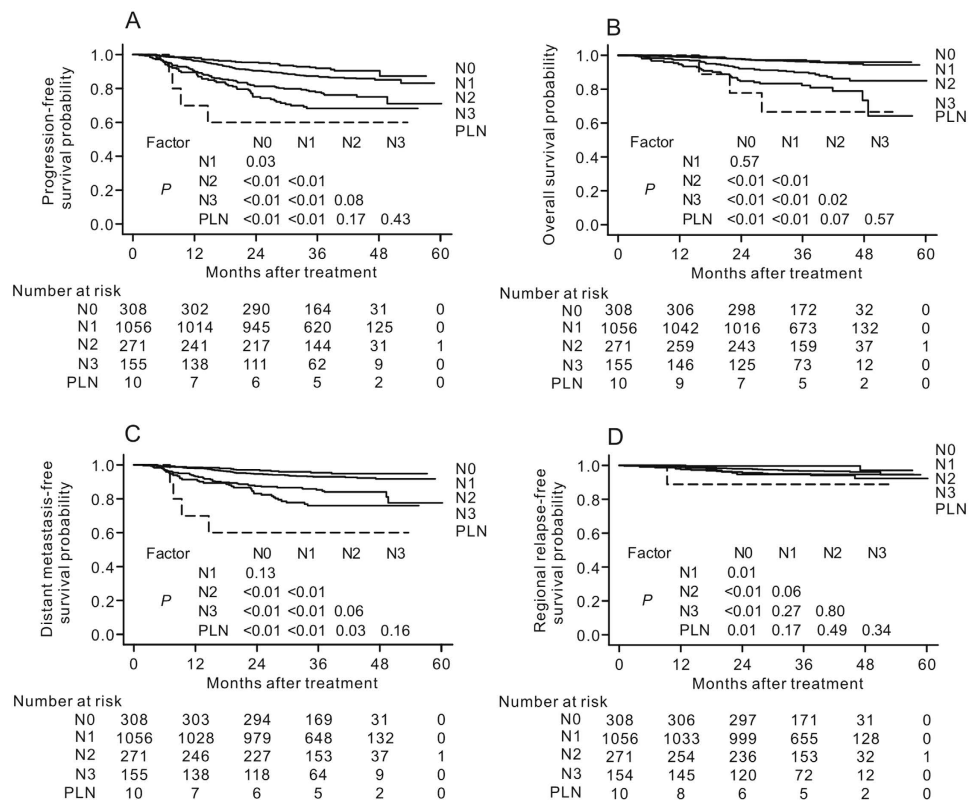 A
Progression-free
survival probability
1.0
0.8
0.6
0.4
0.2
0.0
N0
N1
N2
N3
PLN
Factor N0 N1 N2 N3
N1 0.03
P
N2 <0.01 <0.01
N3 <0.01 <0.01 0.08
PLN <0.01 <0.01 0.17 0.43
0 12 24 36 48 60
Months after treatment
Number at risk
N0 308 302 290 164 31 0
N1 1056 1014 945 620 125 0
N2 271 241 217 144 31 1
N3 155 138 111 62 9 0
PLN 10 7 6 5 2 0
B
Overall survival probability
1.0
0.8
0.6
0.4
0.2
0.0
N0
N1
N2
N3
PLN
Factor N0 N1 N2 N3
N1 0.57
P
N2 <0.01 <0.01
N3 <0.01 <0.01 0.02
PLN <0.01 <0.01 0.07 0.57
0 12 24 36 48 60
Months after treatment
Number at risk
N0 308 306 298 172 32 0
N1 1056 1042 1016 673 132 0
N2 271 259 243 159 37 1
N3 155 146 125 73 12 0
PLN 10 9 7 5 2 0
C
Distant metastasis-free
survival probability
1.0
0.8
0.6
0.4
0.2
0.0
N0
N1
N2
N3
PLN
Factor N0 N1 N2 N3
N1 0.13
P
N2 <0.01 <0.01
N3 <0.01 <0.01 0.06
PLN <0.01 <0.01 0.03 0.16
0 12 24 36 48 60
Months after treatment
Number at risk
N0 308 303 294 169 31 0
N1 1056 1028 979 648 132 0
N2 271 246 227 153 37 1
N3 155 138 118 64 9 0
PLN 10 7 6 5 2 0
D
Regional relapse-free
survival probability
1.0
0.8
0.6
0.4
0.2
0.0
N0
N1
N2
N3
PLN
Factor N0 N1 N2 N3
N1 0.01
P
N2 <0.01 0.06
N3 <0.01 0.27 0.80
PLN 0.01 0.17 0.49 0.34
0 12 24 36 48 60
Months after treatment
Number at risk
N0 308 306 297 171 31 0
N1 1056 1033 999 655 128 0
N2 271 254 236 153 32 1
N3 154 145 120 72 12 0
PLN 10 8 6 5 2 0